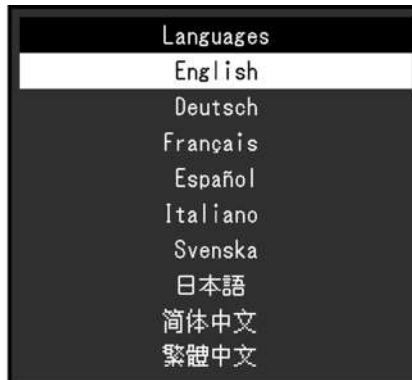 Languages
English
Deutsch
Français
Español
Italiano
Svenska
日本語
简体中文
繁體中文